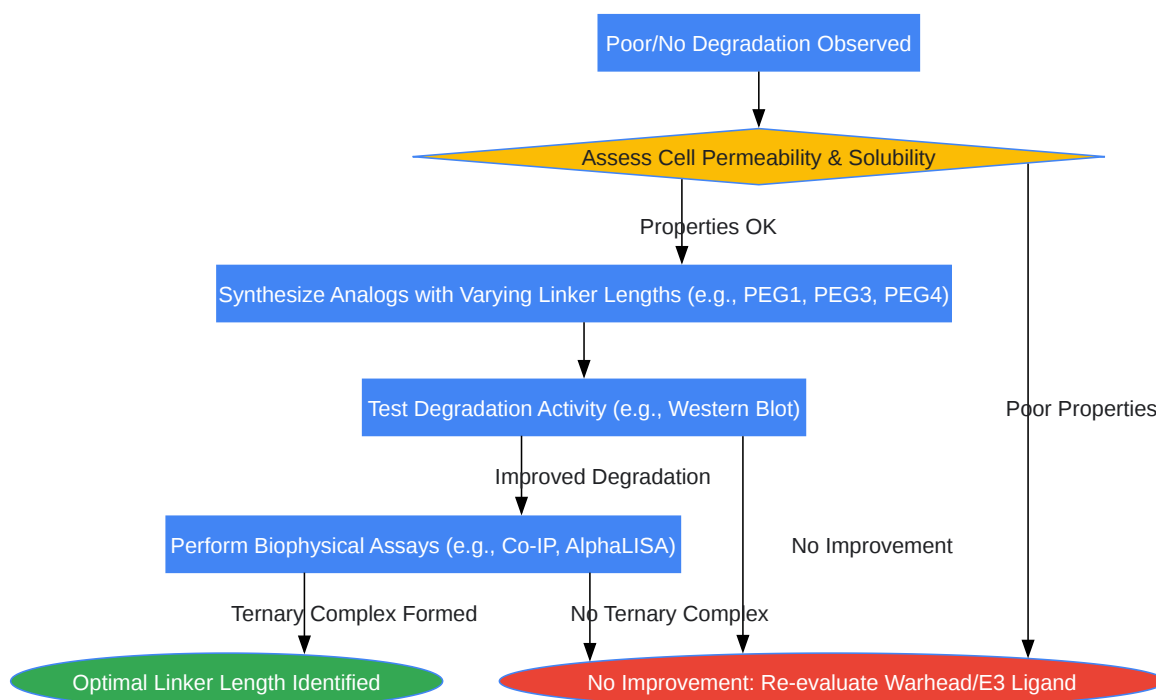 Poor/No Degradation Observed
Assess Cell Permeability & Solubility
Properties OK
Synthesize Analogs with Varying Linker Lengths (e.g., PEG1, PEG3, PEG4)
Test Degradation Activity (e.g., Western Blot)
Poor Properties
Improved Degradation
Perform Biophysical Assays (e.g., Co-IP, AlphaLISA)
No Improvement
Ternary Complex Formed
No Ternary Complex
Optimal Linker Length Identified
No Improvement: Re-evaluate Warhead/E3 Ligand